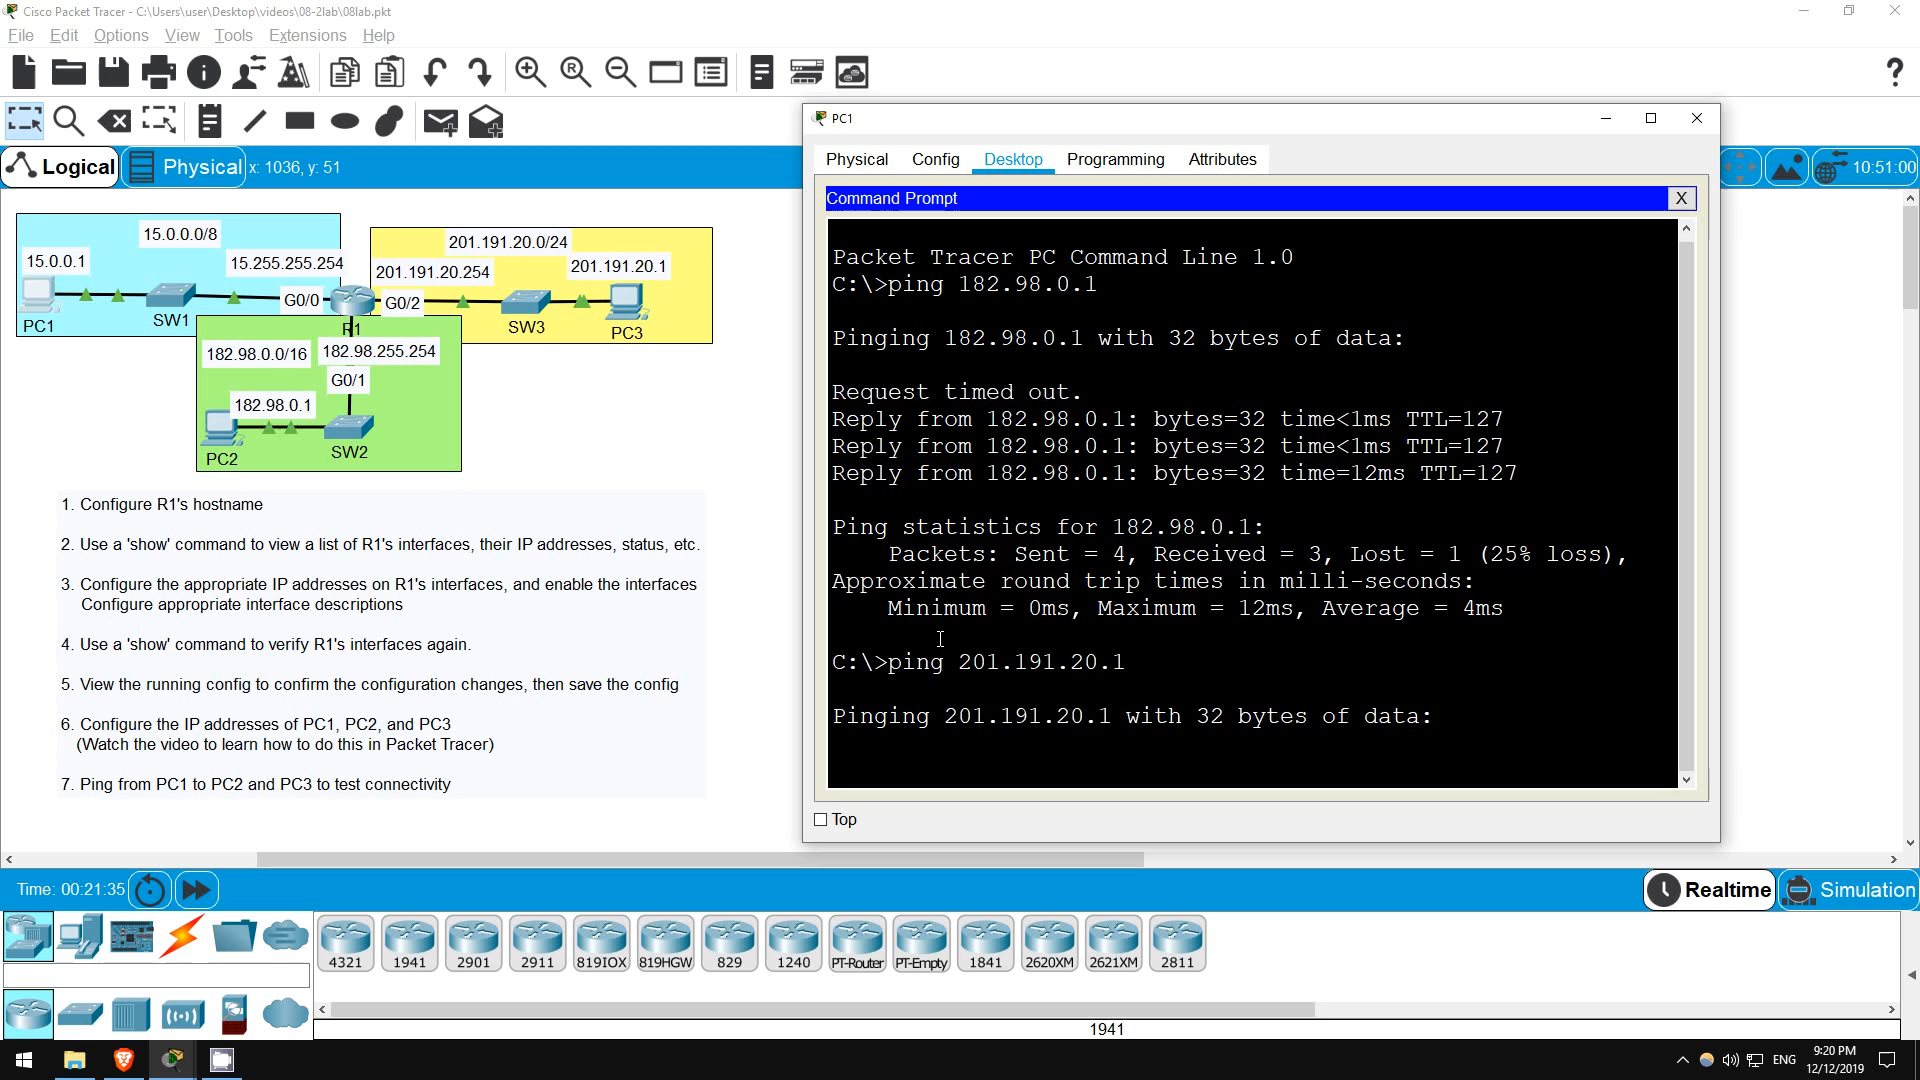 Cisco Packet Tracer - C:\Users\user\Desktop\videos\08-2lab\08lab.pkt
File Edit Options View Tools Extensions Help
?
PC1
Logical Physical x: 1036, y: 51
10:51:00
Physical Config Desktop Programming Attributes
Command Prompt X
15.0.0.0/8
15.0.0.1
15.255.255.254
G0/0
PC1
SW1
201.191.20.0/24
201.191.20.254
201.191.20.1
G0/2
R1
SW3
PC3
182.98.0.0/16
182.98.255.254
G0/1
182.98.0.1
PC2
SW2
1. Configure R1's hostname
2. Use a 'show' command to view a list of R1's interfaces, their IP addresses, status, etc.
3. Configure the appropriate IP addresses on R1's interfaces, and enable the interfaces
Configure appropriate interface descriptions
4. Use a 'show' command to verify R1's interfaces again.
5. View the running config to confirm the configuration changes, then save the config
6. Configure the IP addresses of PC1, PC2, and PC3
(Watch the video to learn how to do this in Packet Tracer)
7. Ping from PC1 to PC2 and PC3 to test connectivity
Packet Tracer PC Command Line 1.0
C:\>ping 182.98.0.1
Pinging 182.98.0.1 with 32 bytes of data:
Request timed out.
Reply from 182.98.0.1: bytes=32 time<1ms TTL=127
Reply from 182.98.0.1: bytes=32 time<1ms TTL=127
Reply from 182.98.0.1: bytes=32 time=12ms TTL=127
Ping statistics for 182.98.0.1:
Packets: Sent = 4, Received = 3, Lost = 1 (25% loss),
Approximate round trip times in milli-seconds:
Minimum = 0ms, Maximum = 12ms, Average = 4ms
C:\>ping 201.191.20.1
Pinging 201.191.20.1 with 32 bytes of data:
Top
Time: 00:21:35
Realtime Simulation
4321 1941 2901 2911 819IOX 819HGW 829 1240 PT-Router PT-Empty 1841 2620XM 2621XM 2811
1941
ENG
9:20 PM
12/12/2019